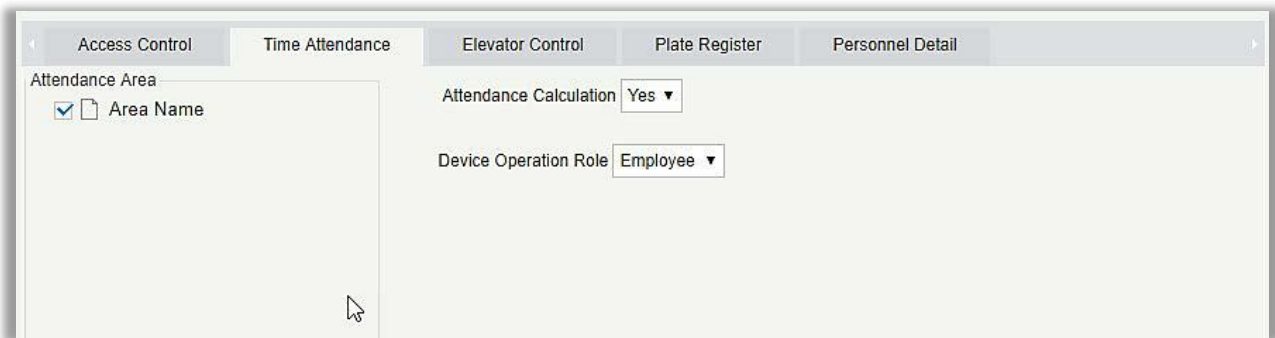 Access Control Time Attendance Elevator Control Plate Register Personnel Detail
Attendance Area
Area Name
Attendance Calculation Yes
Device Operation Role Employee